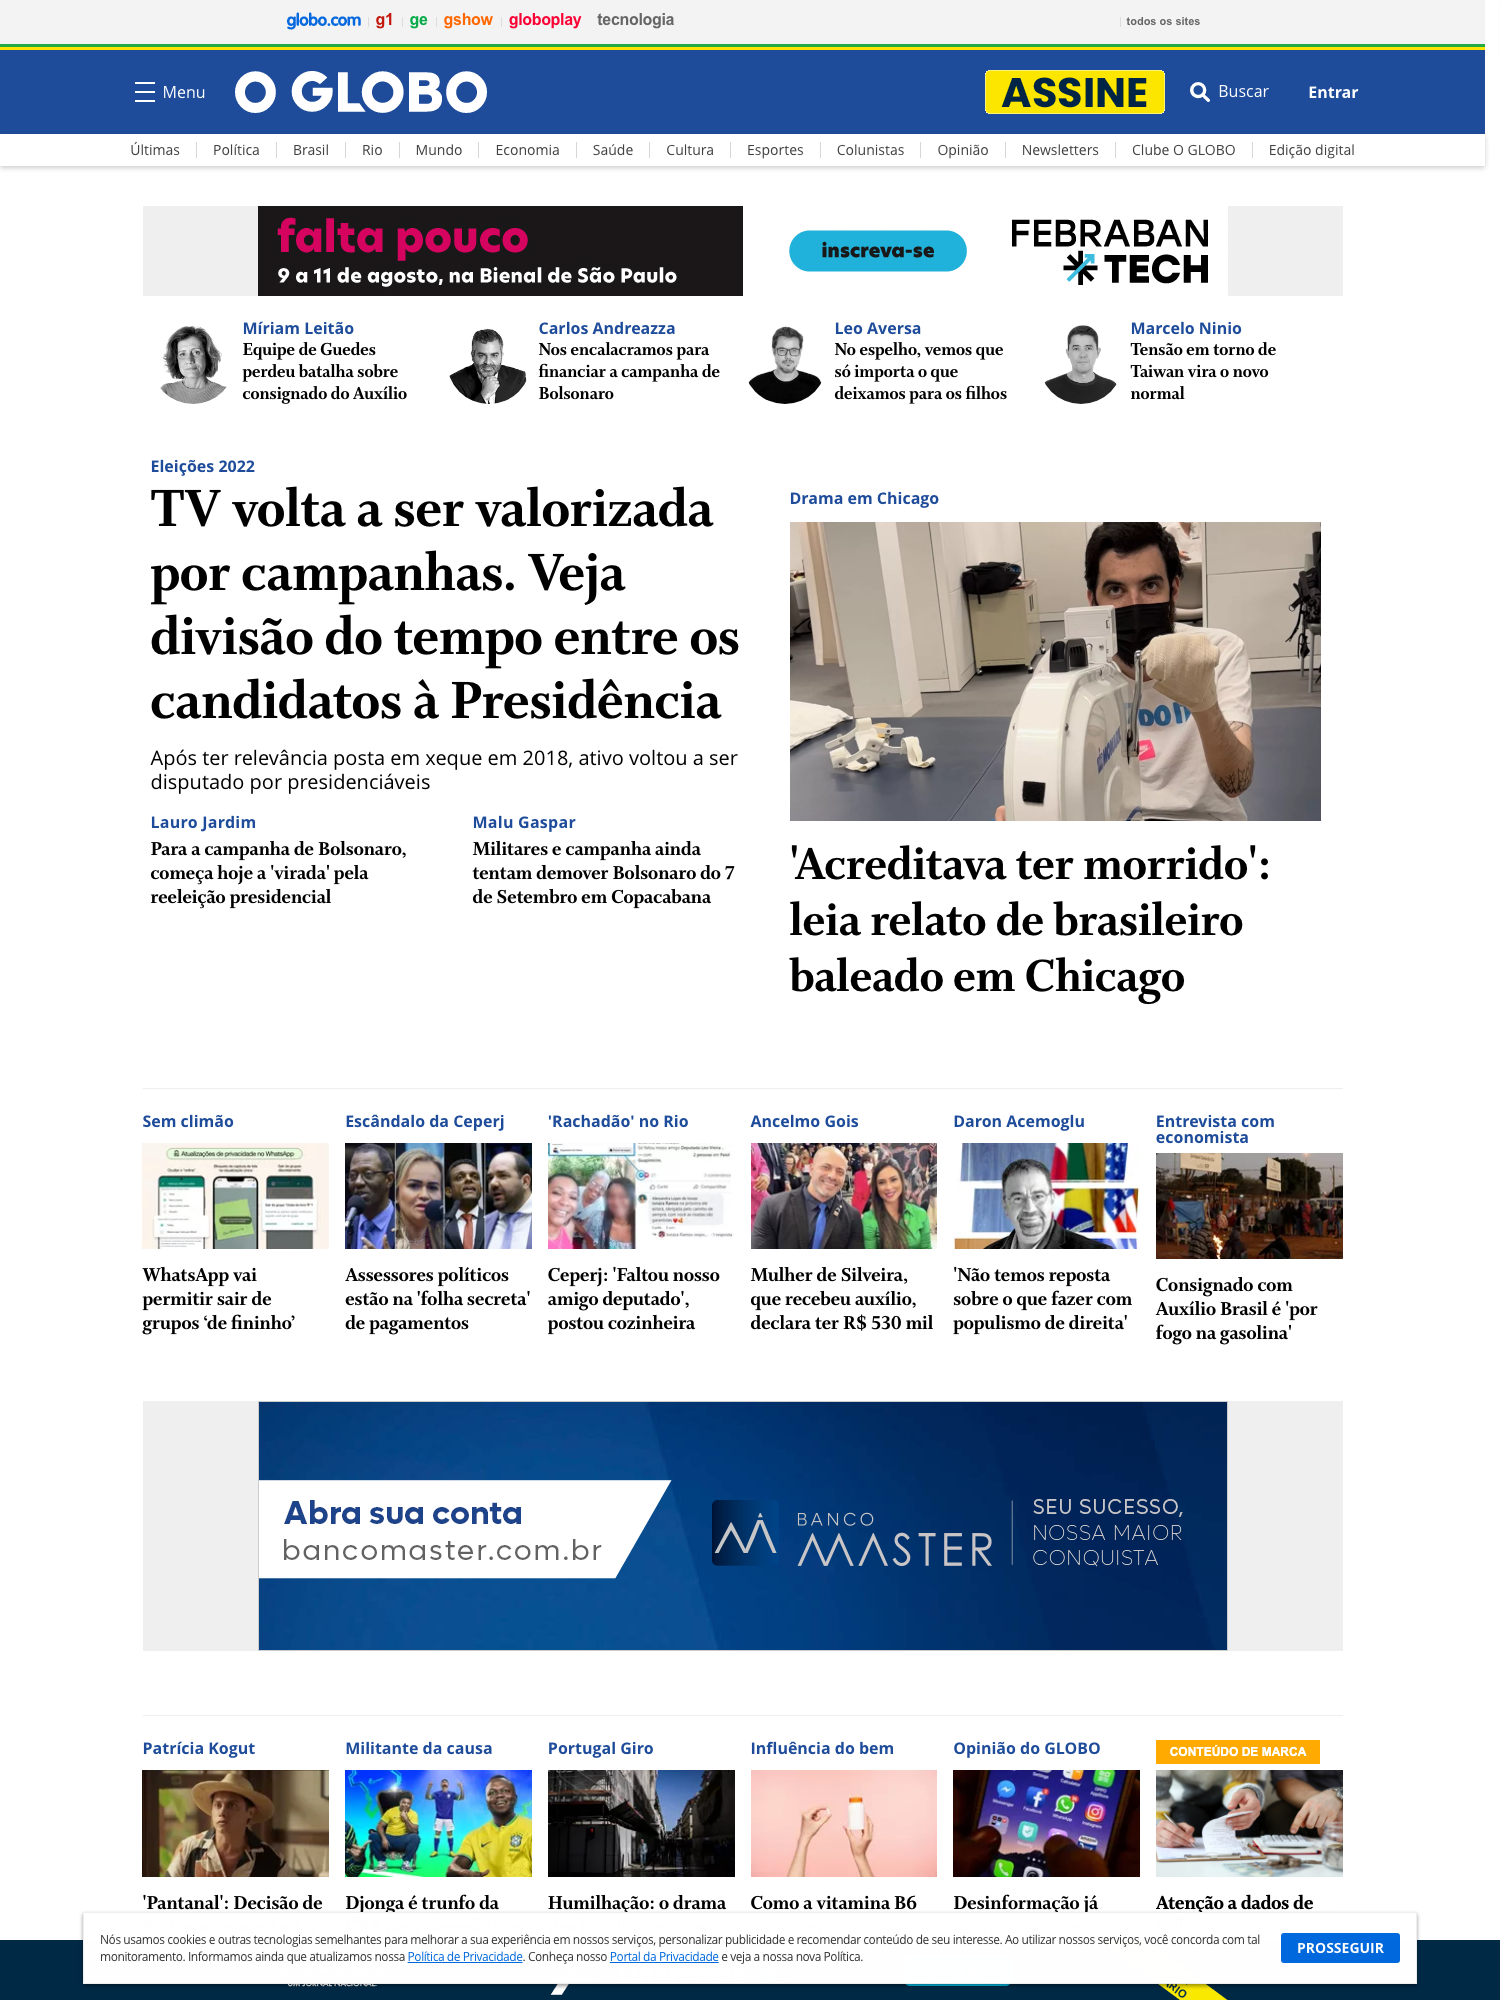 globo.com g1 ge gshow globoplay tecnologia todos os sites
Menu O GLOBO ASSINE Buscar Entrar
Últimas Política Brasil Rio Mundo Economia Saúde Cultura Esportes Colunistas Opinião Newsletters Clube O GLOBO Edição digital
falta pouco
9 a 11 de agosto, na Bienal de São Paulo
inscreva-se
FEBRABAN
TECH
Míriam Leitão
Equipe de Guedes
perdeu batalha sobre
consignado do Auxílio
Carlos Andreazza
Nos encalacramos para
financiar a campanha de
Bolsonaro
Leo Aversa
No espelho, vemos que
só importa o que
deixamos para os filhos
Marcelo Ninio
Tensão em torno de
Taiwan vira o novo
normal
Eleições 2022
TV volta a ser valorizada
por campanhas. Veja
divisão do tempo entre os
candidatos à Presidência
Após ter relevância posta em xeque em 2018, ativo voltou a ser
disputado por presidenciáveis
Lauro Jardim
Para a campanha de Bolsonaro,
começa hoje a 'virada' pela
reeleição presidencial
Malu Gaspar
Militares e campanha ainda
tentam demover Bolsonaro do 7
de Setembro em Copacabana
Drama em Chicago
'Acreditava ter morrido':
leia relato de brasileiro
baleado em Chicago
Sem climão
Atualizações de privacidade no WhatsApp
WhatsApp vai
permitir sair de
grupos ‘de fininho’
Escândalo da Ceperj
Assessores políticos
estão na 'folha secreta'
de pagamentos
'Rachadão' no Rio
Ceperj: 'Faltou nosso
amigo deputado',
postou cozinheira
Ancelmo Gois
Mulher de Silveira,
que recebeu auxílio,
declara ter R$ 530 mil
Daron Acemoglu
'Não temos reposta
sobre o que fazer com
populismo de direita'
Entrevista com
economista
Consignado com
Auxílio Brasil é 'por
fogo na gasolina'
Abra sua conta
bancomaster.com.br
BANCO
MASTER
SEU SUCESSO,
NOSSA MAIOR
CONQUISTA
Patrícia Kogut
'Pantanal': Decisão de
Militante da causa
Djonga é trunfo da
Portugal Giro
Humilhação: o drama
Influência do bem
Como a vitamina B6
Opinião do GLOBO
Desinformação já
CONTEÚDO DE MARCA
Atenção a dados de
Nós usamos cookies e outras tecnologias semelhantes para melhorar a sua experiência em nossos serviços, personalizar publicidade e recomendar conteúdo de seu interesse. Ao utilizar nossos serviços, você concorda com tal
monitoramento. Informamos ainda que atualizamos nossa Política de Privacidade. Conheça nosso Portal da Privacidade e veja a nossa nova Política.
PROSSEGUIR